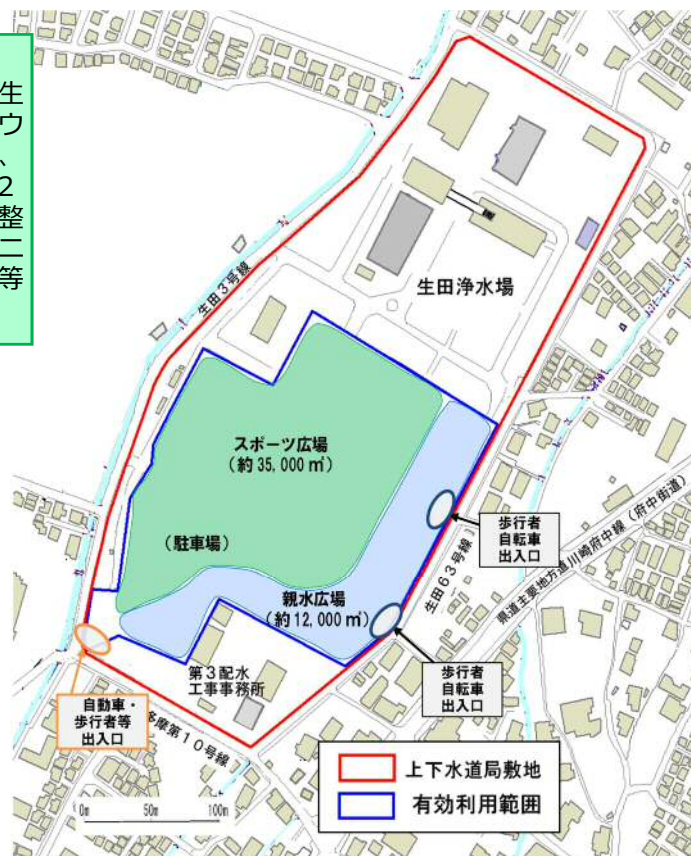 生
ウ
、
2
整
二
等
生田浄水場
生田3号線
スポーツ広場
(約35,000㎡)
(駐車場)
親水広場
(約12,000㎡)
歩行者
自転車
出入口
生田63号線
県道主要地方道川崎府中線(府中街道)
歩行者
自転車
出入口
第3配水
工事事務所
自動車・
歩行者等
出入口
多摩第10号線
上下水道局敷地
有効利用範囲
0m 50m 100m